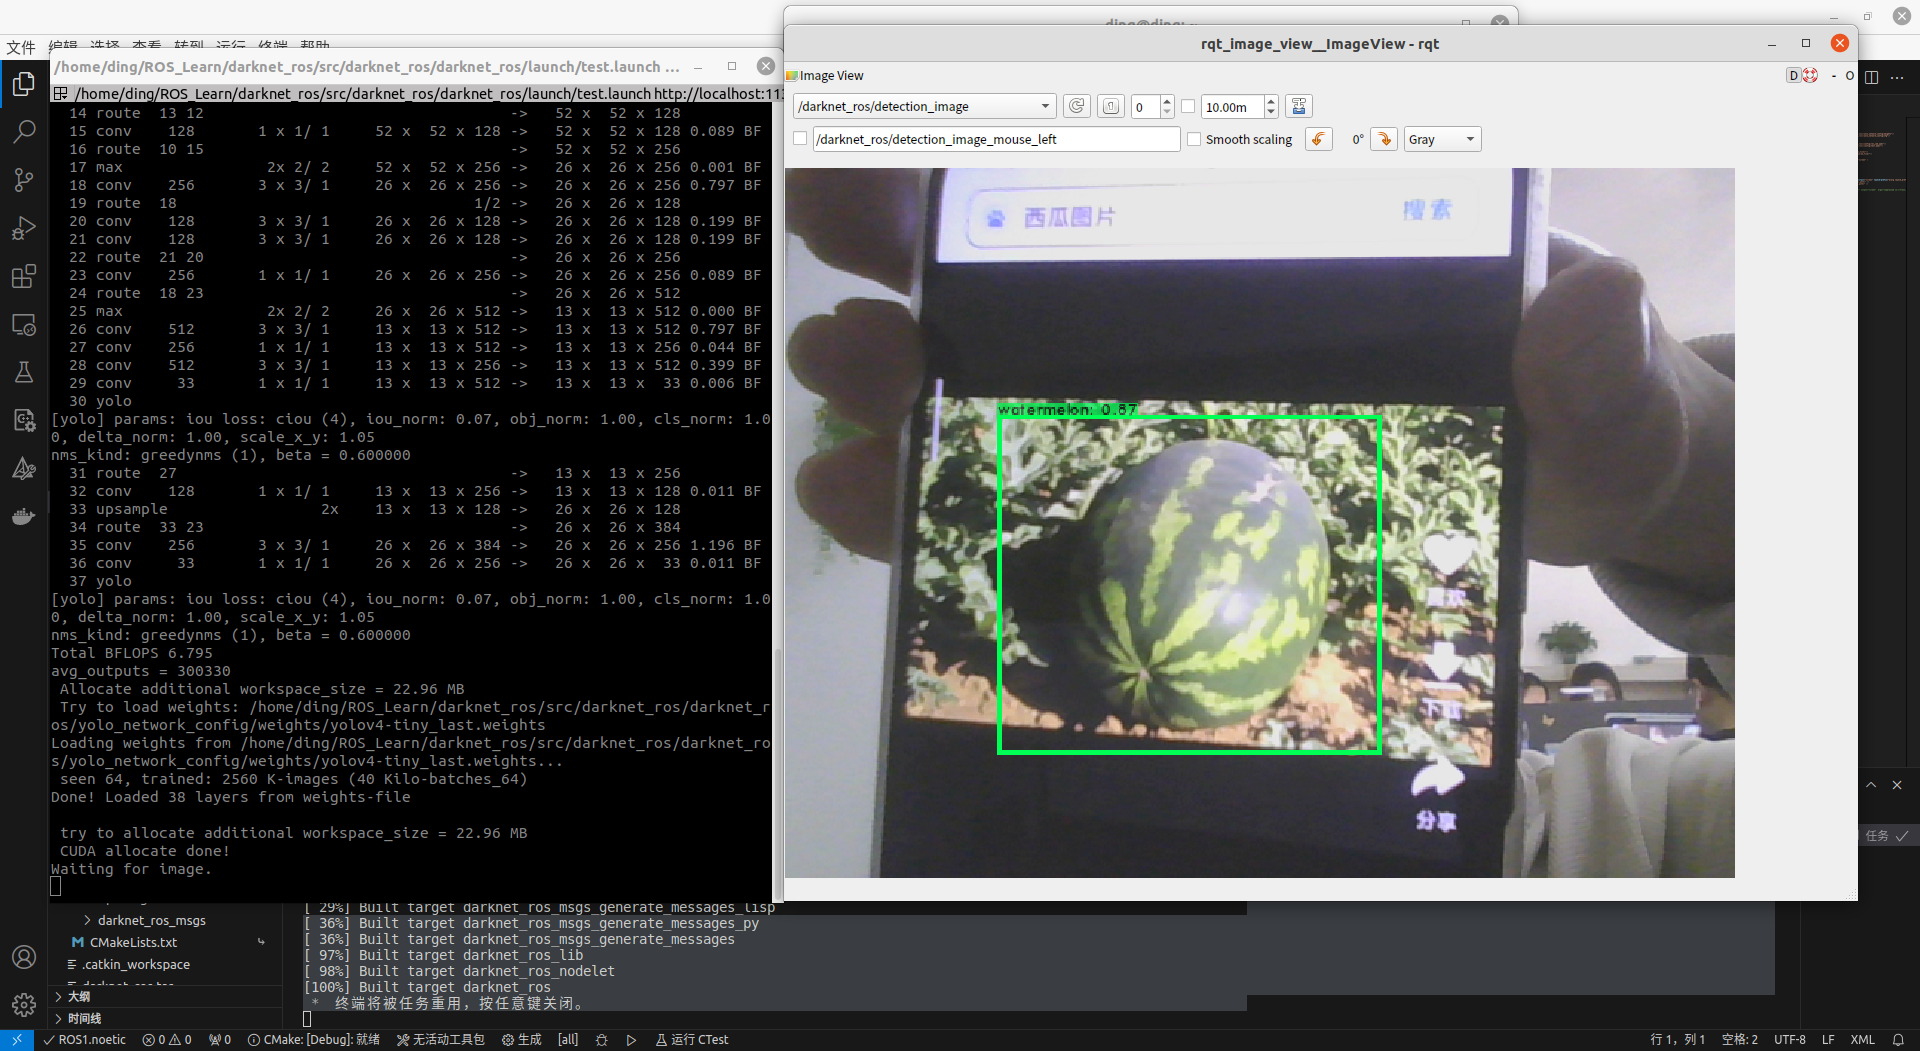 文件 编辑 选择 查看 转到 运行 终端 帮助
/home/ding/ROS_Learn/darknet_ros/src/darknet_ros/darknet_ros/launch/test.launch ...
/home/ding/ROS_Learn/darknet_ros/src/darknet_ros/darknet_ros/launch/test.launch http://localhost:113
14 route 13 12 -> 52 x 52 x 128
15 conv 128 1 x 1/ 1 52 x 52 x 128 -> 52 x 52 x 128 0.089 BF
16 route 10 15 -> 52 x 52 x 256
17 max 2x 2/ 2 52 x 52 x 256 -> 26 x 26 x 256 0.001 BF
18 conv 256 3 x 3/ 1 26 x 26 x 256 -> 26 x 26 x 256 0.797 BF
19 route 18 1/2 -> 26 x 26 x 128
20 conv 128 3 x 3/ 1 26 x 26 x 128 -> 26 x 26 x 128 0.199 BF
21 conv 128 3 x 3/ 1 26 x 26 x 128 -> 26 x 26 x 128 0.199 BF
22 route 21 20 -> 26 x 26 x 256
23 conv 256 1 x 1/ 1 26 x 26 x 256 -> 26 x 26 x 256 0.089 BF
24 route 18 23 -> 26 x 26 x 512
25 max 2x 2/ 2 26 x 26 x 512 -> 13 x 13 x 512 0.000 BF
26 conv 512 3 x 3/ 1 13 x 13 x 512 -> 13 x 13 x 512 0.797 BF
27 conv 256 1 x 1/ 1 13 x 13 x 512 -> 13 x 13 x 256 0.044 BF
28 conv 512 3 x 3/ 1 13 x 13 x 256 -> 13 x 13 x 512 0.399 BF
29 conv 33 1 x 1/ 1 13 x 13 x 512 -> 13 x 13 x 33 0.006 BF
30 yolo
[yolo] params: iou loss: ciou (4), iou_norm: 0.07, obj_norm: 1.00, cls_norm: 1.0
0, delta_norm: 1.00, scale_x_y: 1.05
nms_kind: greedynms (1), beta = 0.600000
31 route 27 -> 13 x 13 x 256
32 conv 128 1 x 1/ 1 13 x 13 x 256 -> 13 x 13 x 128 0.011 BF
33 upsample 2x 13 x 13 x 128 -> 26 x 26 x 128
34 route 33 23 -> 26 x 26 x 384
35 conv 256 3 x 3/ 1 26 x 26 x 384 -> 26 x 26 x 256 1.196 BF
36 conv 33 1 x 1/ 1 26 x 26 x 256 -> 26 x 26 x 33 0.011 BF
37 yolo
[yolo] params: iou loss: ciou (4), iou_norm: 0.07, obj_norm: 1.00, cls_norm: 1.0
0, delta_norm: 1.00, scale_x_y: 1.05
nms_kind: greedynms (1), beta = 0.600000
Total BFLOPS 6.795
avg_outputs = 300330
Allocate additional workspace_size = 22.96 MB
Try to load weights: /home/ding/ROS_Learn/darknet_ros/src/darknet_ros/darknet_r
os/yolo_network_config/weights/yolov4-tiny_last.weights
Loading weights from /home/ding/ROS_Learn/darknet_ros/src/darknet_ros/darknet_ro
s/yolo_network_config/weights/yolov4-tiny_last.weights...
seen 64, trained: 2560 K-images (40 Kilo-batches_64)
Done! Loaded 38 layers from weights-file
try to allocate additional workspace_size = 22.96 MB
CUDA allocate done!
Waiting for image.
ding@ding: ~
rqt_image_view__ImageView - rqt
Image View
D - O
/darknet_ros/detection_image 0 10.00m
/darknet_ros/detection_image_mouse_left Smooth scaling 0° Gray
西瓜图片 搜索
watermelon: 0.87
下载
分享
任务
darknet_ros_msgs
CMakeLists.txt
.catkin_workspace
大纲
时间线
[ 29%] Built target darknet_ros_msgs_generate_messages_lisp
[ 36%] Built target darknet_ros_msgs_generate_messages_py
[ 36%] Built target darknet_ros_msgs_generate_messages
[ 97%] Built target darknet_ros_lib
[ 98%] Built target darknet_ros_nodelet
[100%] Built target darknet_ros
* 终端将被任务重用，按任意键关闭。
ROS1.noetic 0 0 0 CMake: [Debug]: 就绪 无活动工具包 生成 [all] 运行 CTest
行 1，列 1 空格: 2 UTF-8 LF XML